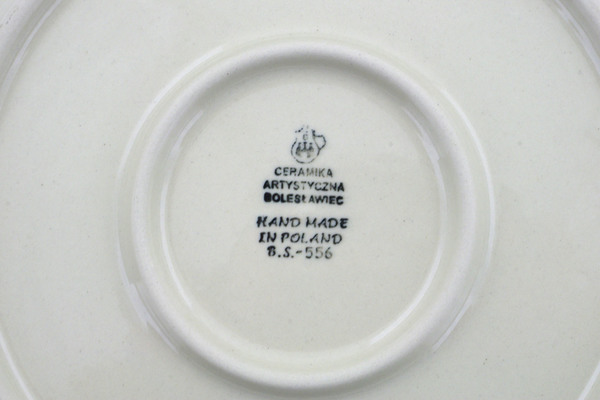 CERAMIKA
ARTYSTYCZNA
BOLESŁAWIEC
HAND MADE
IN POLAND
B.S.-556